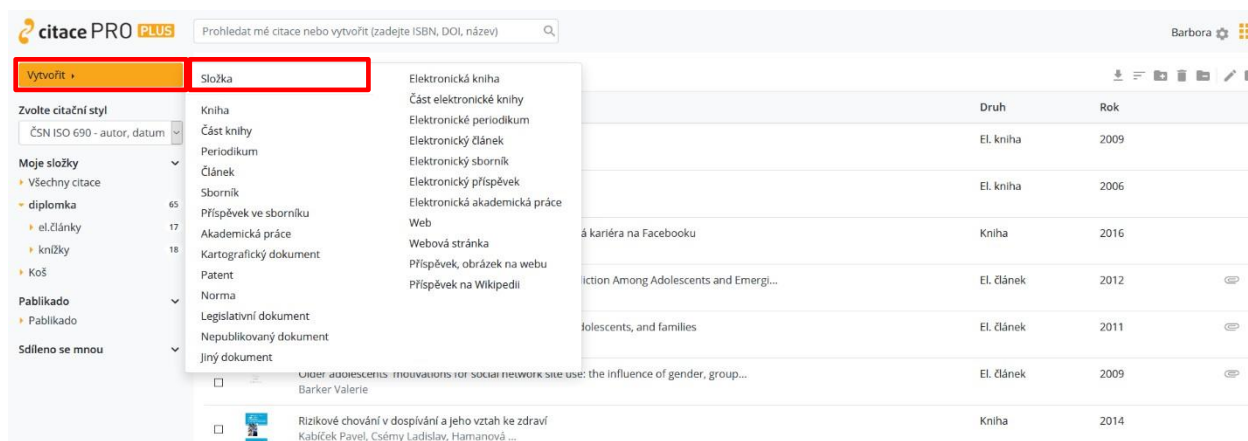 citace PRO PLUS
Prohledat mé citace nebo vytvořit (zadejte ISBN, DOI, název)
Barbora
Vytvořit
Zvolte citační styl
ČSN ISO 690 - autor, datum
Moje složky
Všechny citace
diplomka 65
el.články 17
knížky 18
Koš
Pablikado
Pablikado
Sdíleno se mnou
Složka
Kniha
Část knihy
Periodikum
Článek
Sborník
Příspěvek ve sborníku
Akademická práce
Kartografický dokument
Patent
Norma
Legislativní dokument
Nepublikovaný dokument
Jiný dokument
Elektronická kniha
Část elektronické knihy
Elektronické periodikum
Elektronický článek
Elektronický sborník
Elektronický příspěvek
Elektronická akademická práce
Web
Webová stránka
Příspěvek, obrázek na webu
Příspěvek na Wikipedii
Druh Rok
El. kniha 2009
El. kniha 2006
á kariéra na Facebooku Kniha 2016
iction Among Adolescents and Emergi... El. článek 2012
dolescents, and families El. článek 2011
Older adolescents' motivations for social network site use: the influence of gender, group... El. článek 2009
Barker Valerie
Rizikové chování v dospívání a jeho vztah ke zdraví Kniha 2014
Kabíček Pavel, Csémy Ladislav, Hamanová ...